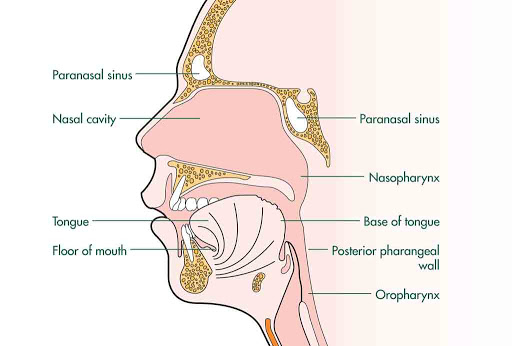 Paranasal sinus
Nasal cavity
Tongue
Floor of mouth
Paranasal sinus
Nasopharynx
Base of tongue
Posterior pharangeal
wall
Oropharynx